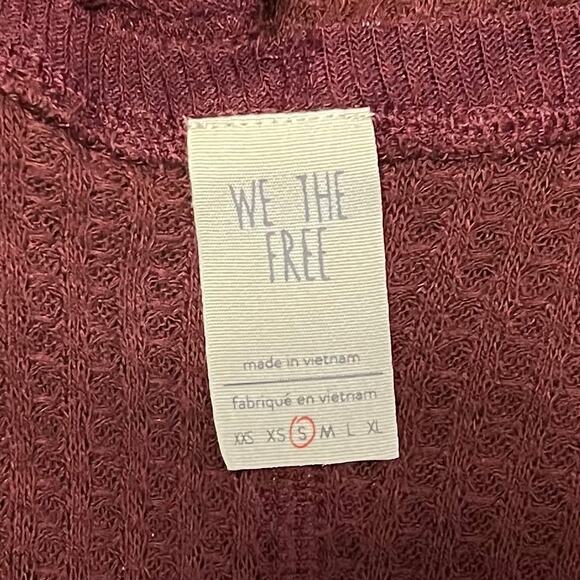 WE THE
FREE
made in vietnam
fabriqué en vietnam
XXS XS S M L XL